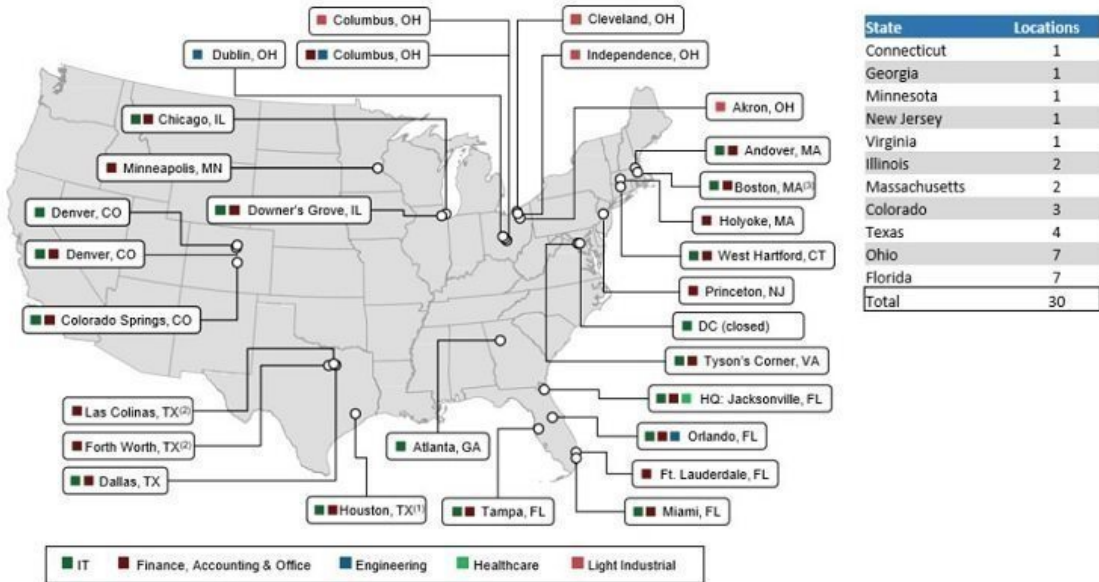 Columbus, OH
Cleveland, OH
Dublin, OH
Columbus, OH
Independence, OH
Chicago, IL
Akron, OH
Minneapolis, MN
Andover, MA
Boston, MA(3)
Denver, CO
Downer's Grove, IL
Holyoke, MA
Denver, CO
West Hartford, CT
Princeton, NJ
Colorado Springs, CO
DC (closed)
Tyson's Corner, VA
HQ: Jacksonville, FL
Las Colinas, TX(2)
Forth Worth, TX(2)
Atlanta, GA
Orlando, FL
Dallas, TX
Ft. Lauderdale, FL
Houston, TX(1)
Tampa, FL
Miami, FL
IT Finance, Accounting & Office Engineering Healthcare Light Industrial
State Locations
Connecticut 1
Georgia 1
Minnesota 1
New Jersey 1
Virginia 1
Illinois 2
Massachusetts 2
Colorado 3
Texas 4
Ohio 7
Florida 7
Total 30